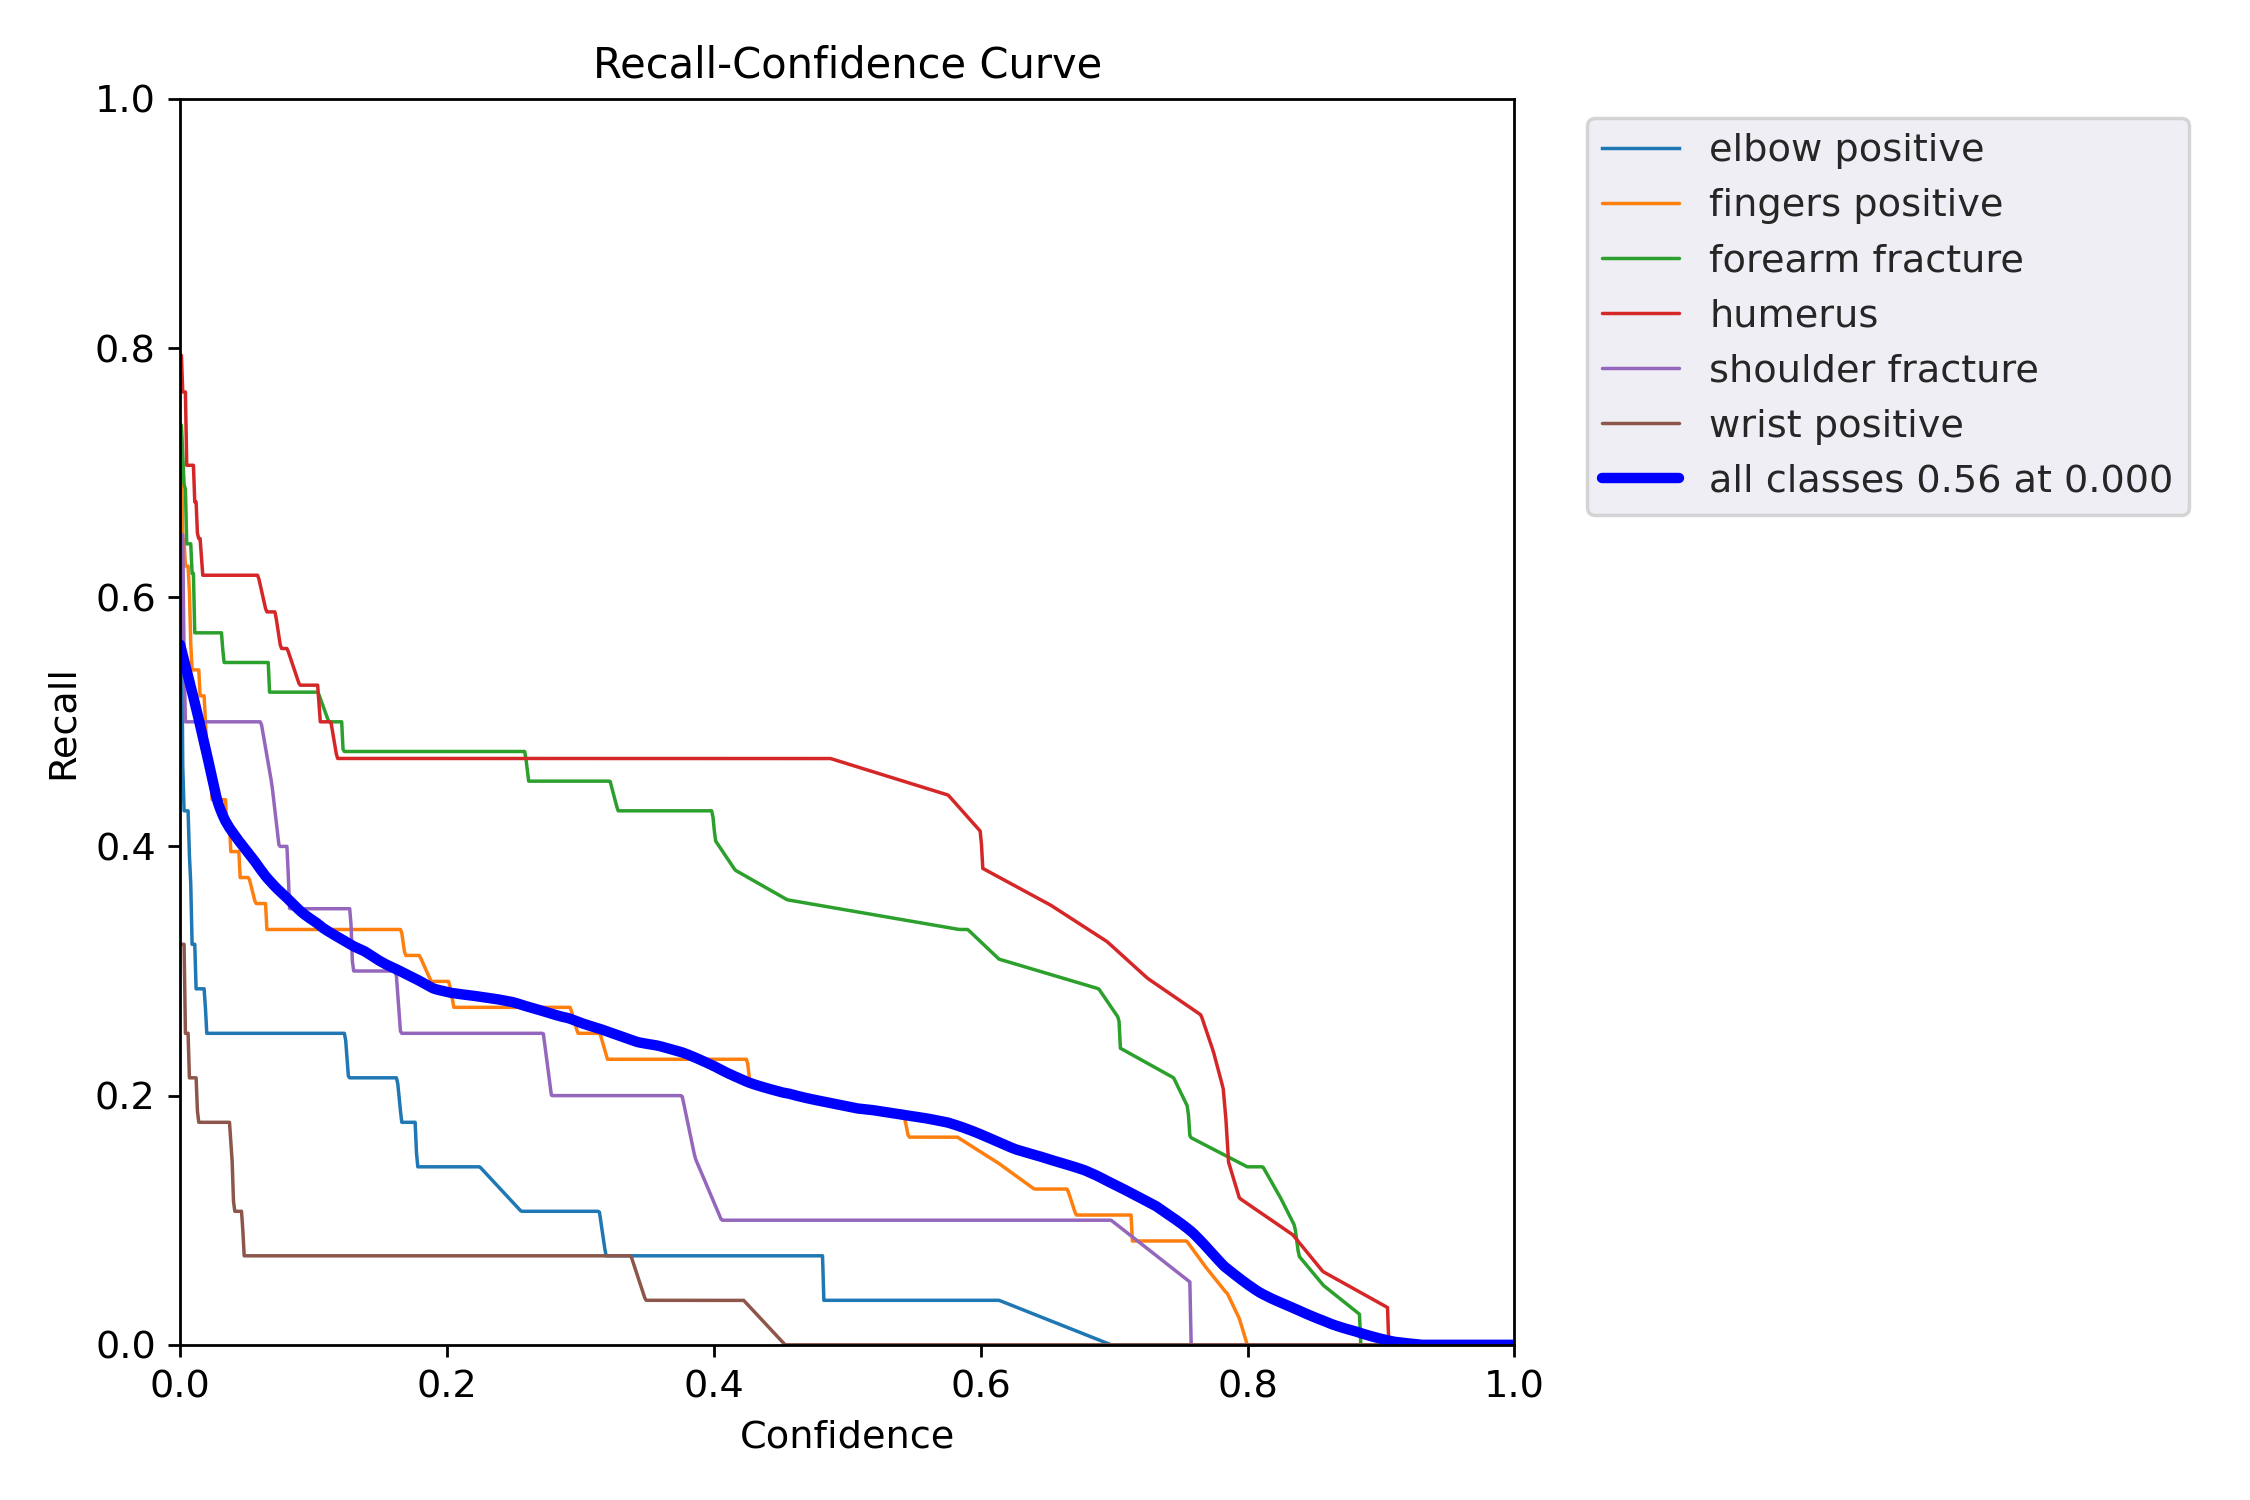 Recall-Confidence Curve
1.0
0.8
0.6
0.4
0.2
0.0
Recall
0.0 0.2 0.4 0.6 0.8 1.0
Confidence
elbow positive
fingers positive
forearm fracture
humerus
shoulder fracture
wrist positive
all classes 0.56 at 0.000